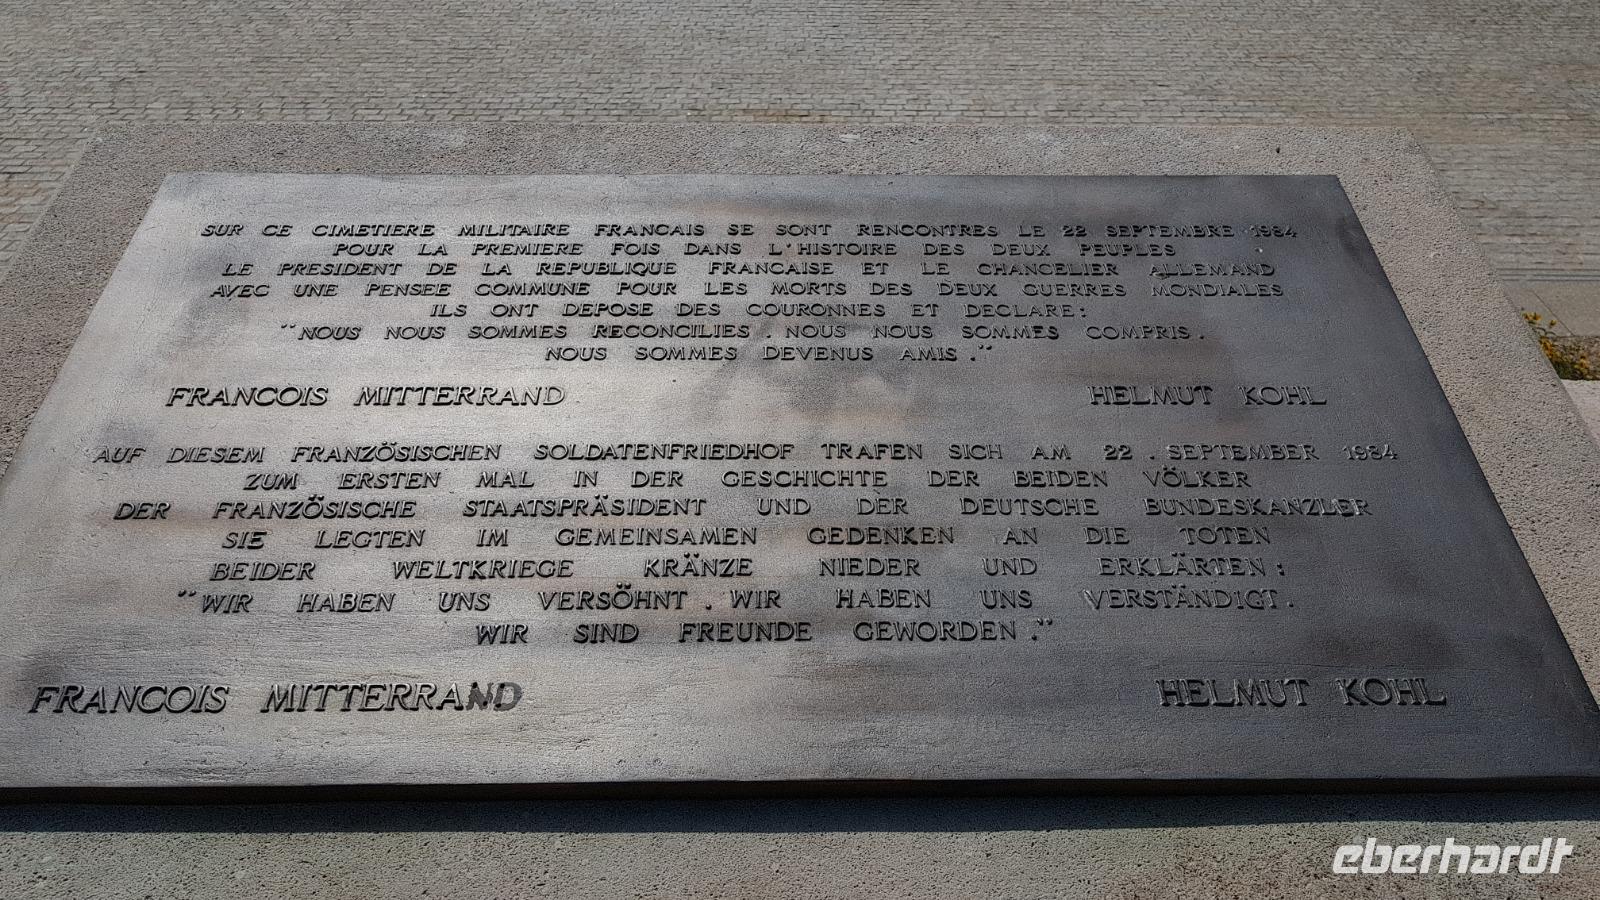 SUR CE CIMETIERE MILITAIRE FRANCAIS SE SONT RENCONTRES LE 22 SEPTEMBRE 1984
POUR LA PREMIERE FOIS DANS L'HISTOIRE DES DEUX PEUPLES
LE PRESIDENT DE LA REPUBLIQUE FRANCAISE ET LE CHANCELIER ALLEMAND
AVEC UNE PENSEE COMMUNE POUR LES MORTS DES DEUX GUERRES MONDIALES
ILS ONT DEPOSE DES COURONNES ET DECLARE:
"NOUS NOUS SOMMES RECONCILIES. NOUS NOUS SOMMES COMPRIS.
NOUS SOMMES DEVENUS AMIS."
FRANCOIS MITTERRAND HELMUT KOHL
AUF DIESEM FRANZÖSISCHEN SOLDATENFRIEDHOF TRAFEN SICH AM 22. SEPTEMBER 1984
ZUM ERSTEN MAL IN DER GESCHICHTE DER BEIDEN VÖLKER
DER FRANZÖSISCHE STAATSPRÄSIDENT UND DER DEUTSCHE BUNDESKANZLER
SIE LEGTEN IM GEMEINSAMEN GEDENKEN AN DIE TOTEN
BEIDER WELTKRIEGE KRÄNZE NIEDER UND ERKLÄRTEN:
"WIR HABEN UNS VERSÖHNT. WIR HABEN UNS VERSTÄNDIGT.
WIR SIND FREUNDE GEWORDEN."
FRANCOIS MITTERRAND HELMUT KOHL
eberhardt